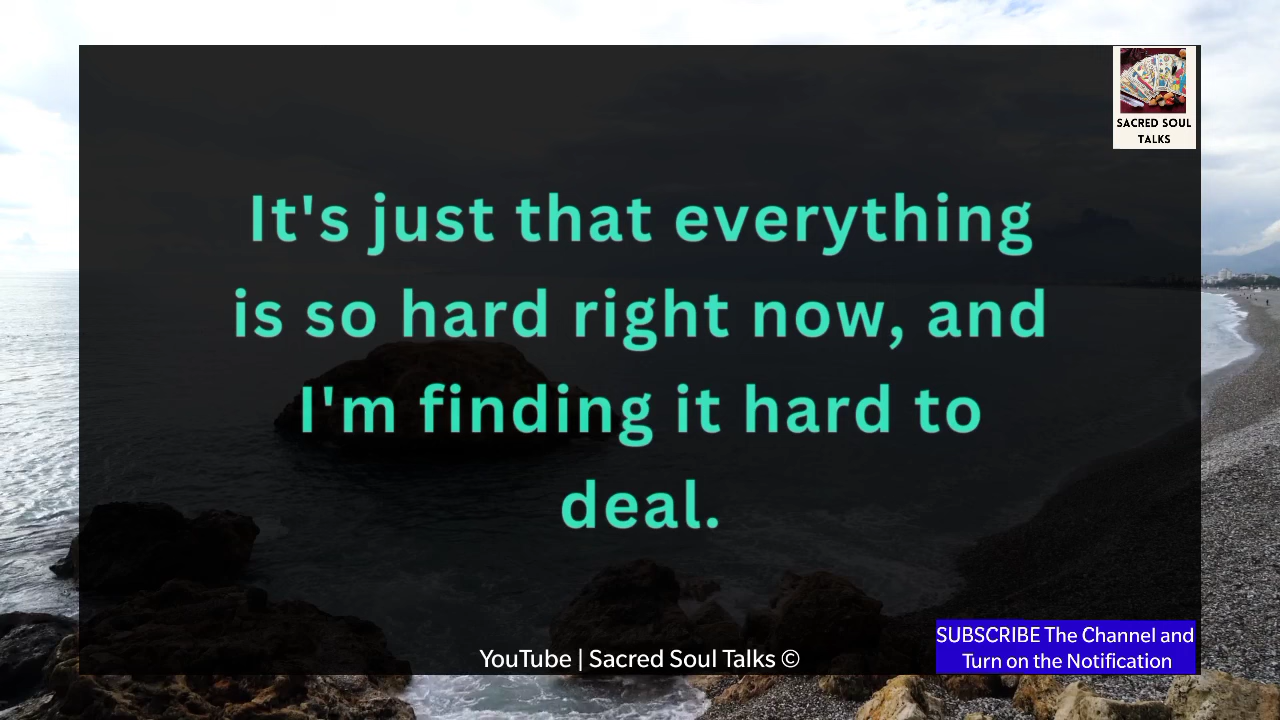 SACRED SOUL
TALKS
It's just that everything
is so hard right now, and
I'm finding it hard to
deal.
YouTube | Sacred Soul Talks ©
SUBSCRIBE The Channel and
Turn on the Notification